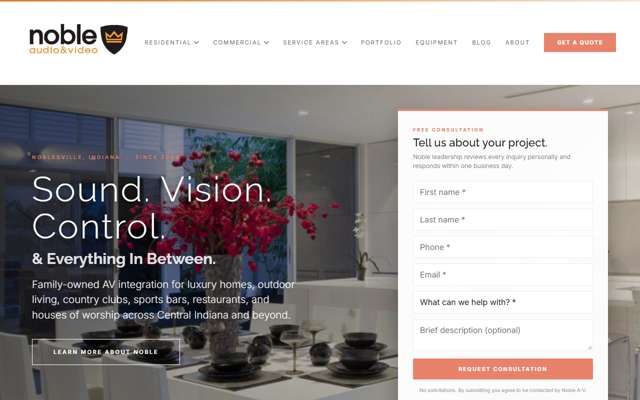 noble
audio&video
RESIDENTIAL
COMMERCIAL
SERVICE AREAS
PORTFOLIO
EQUIPMENT
BLOG
ABOUT
GET A QUOTE
NOBLESVILLE, INDIANA
SINCE
Sound. Vision.
Control.
& Everything In Between.
Family-owned AV integration for luxury homes, outdoor
living, country clubs, sports bars, restaurants, and
houses of worship across Central Indiana and beyond.
LEARN MORE ABOUT NOBLE
FREE CONSULTATION
Tell us about your project.
Noble leadership reviews every inquiry personally and
responds within one business day.
First name *
Last name *
Phone *
Email *
What can we help with? *
Brief description (optional)
REQUEST CONSULTATION
No solicitations. By submitting you agree to be contacted by Noble A·V.